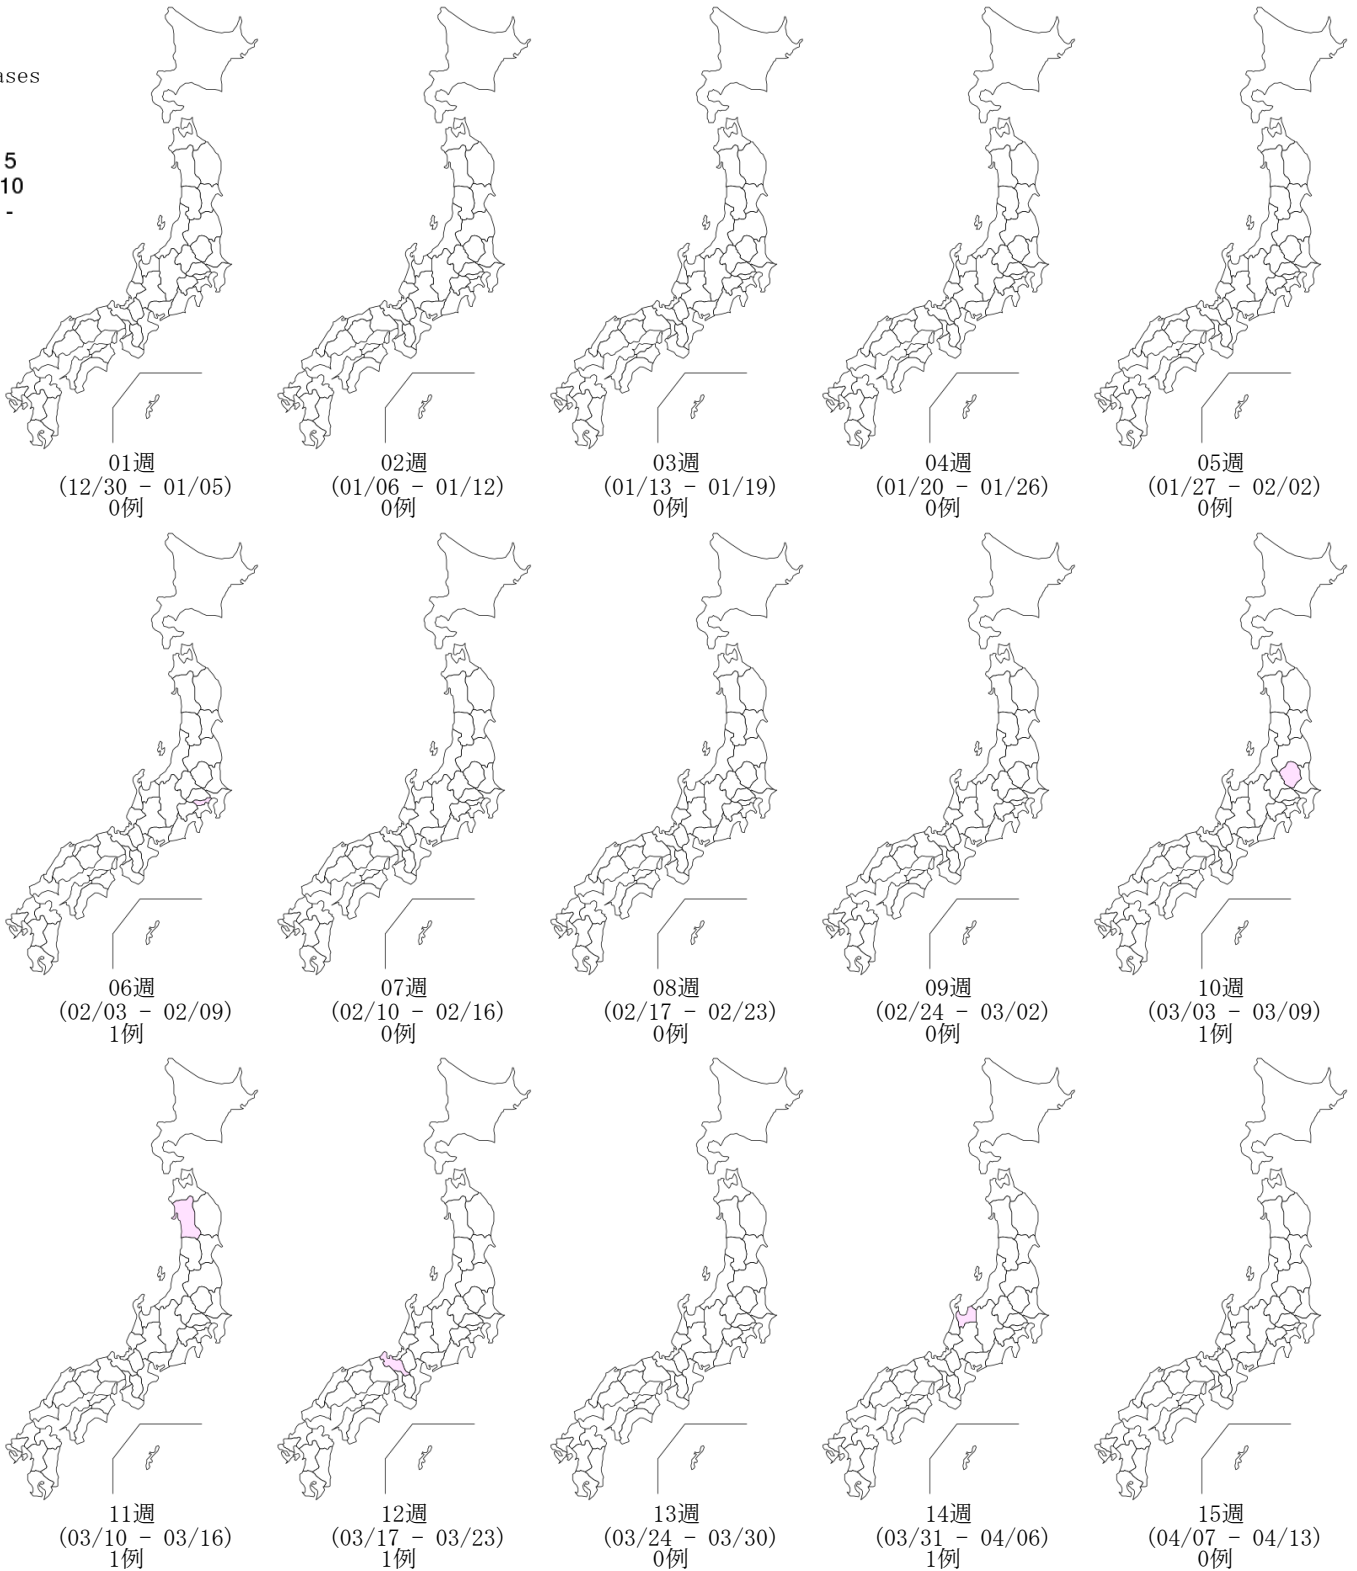 ases
5
10
-
01週
(12/30 - 01/05)
0例
02週
(01/06 - 01/12)
0例
03週
(01/13 - 01/19)
0例
04週
(01/20 - 01/26)
0例
05週
(01/27 - 02/02)
0例
06週
(02/03 - 02/09)
1例
07週
(02/10 - 02/16)
0例
08週
(02/17 - 02/23)
0例
09週
(02/24 - 03/02)
0例
10週
(03/03 - 03/09)
1例
11週
(03/10 - 03/16)
1例
12週
(03/17 - 03/23)
1例
13週
(03/24 - 03/30)
0例
14週
(03/31 - 04/06)
1例
15週
(04/07 - 04/13)
0例